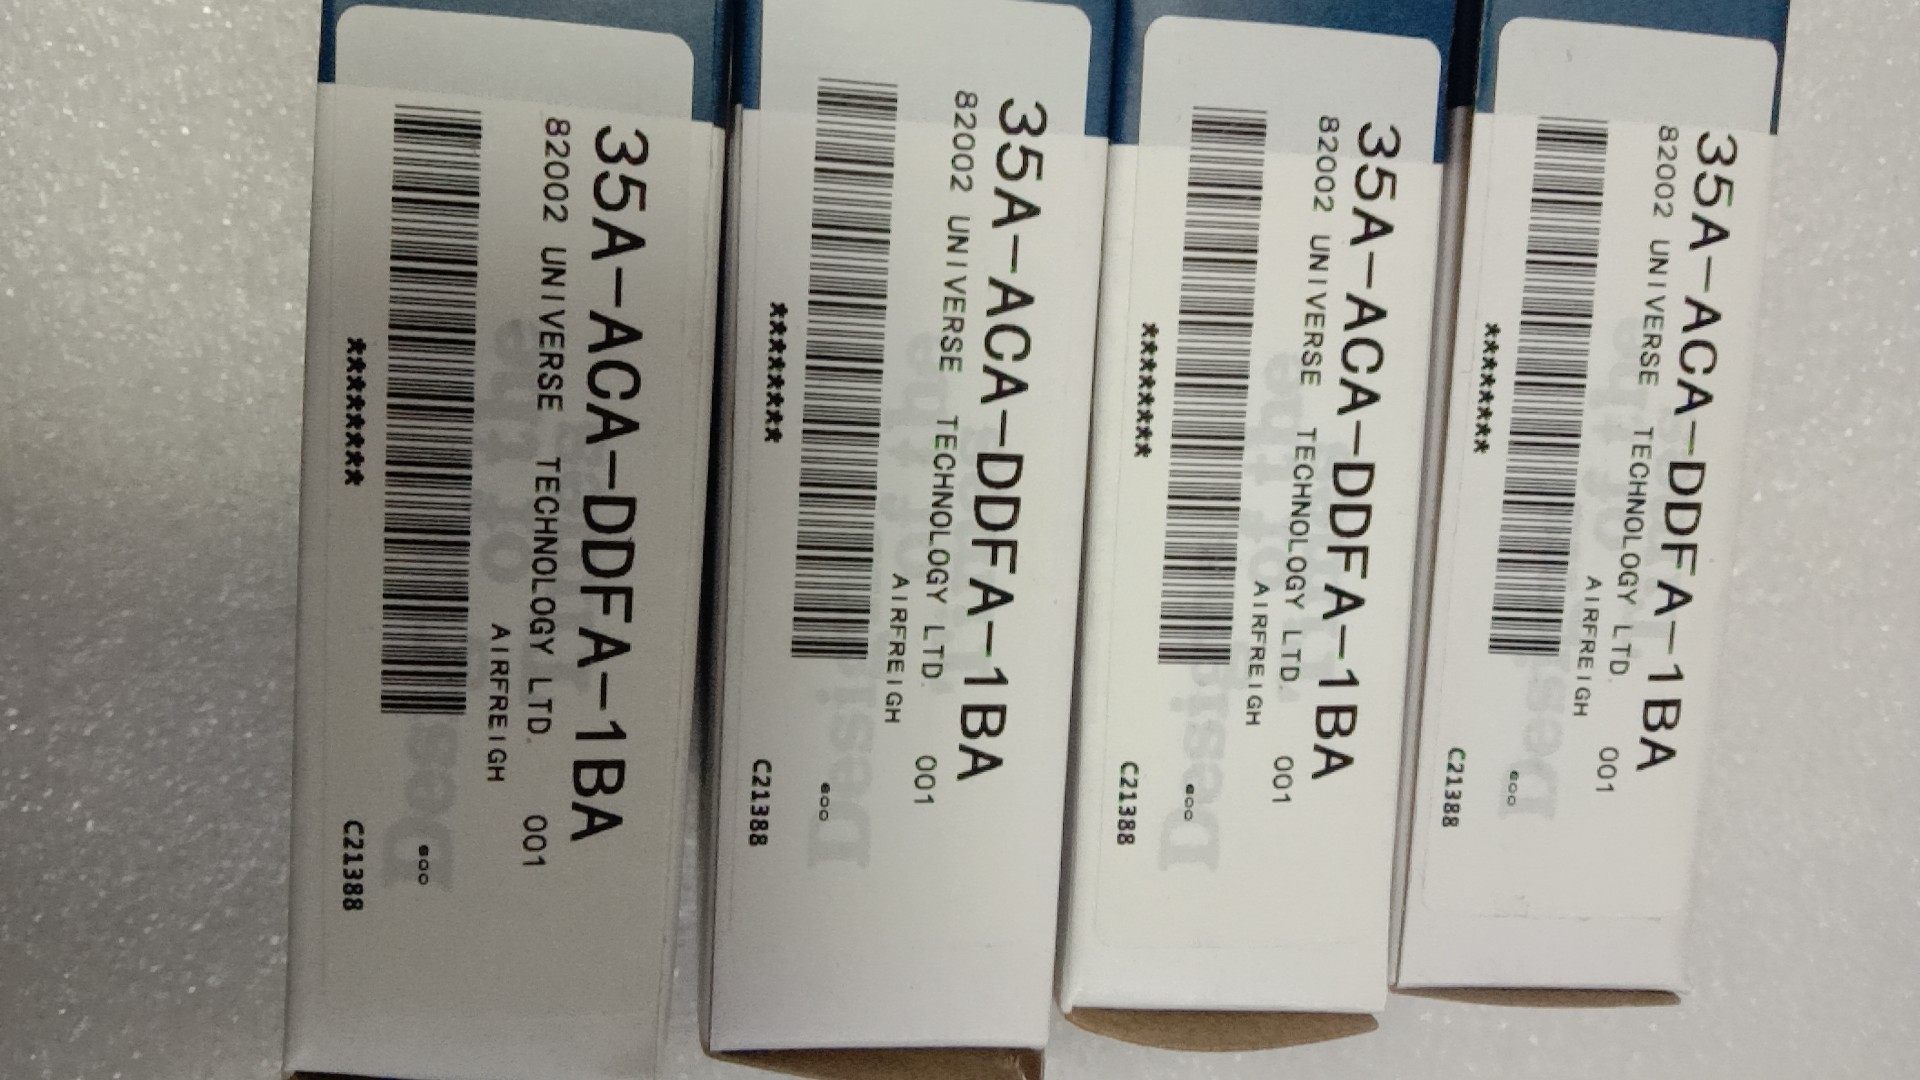 35A-ACA-DDFA-1BA
82002 UNIVERSE TECHNOLOGY LTD. 001
AIRFREIGH
*******
C21388
35A-ACA-DDFA-1BA
82002 UNIVERSE TECHNOLOGY LTD. 001
AIRFREIGH
*******
C21388
35A-ACA-DDFA-1BA
82002 UNIVERSE TECHNOLOGY LTD. 001
AIRFREIGH
*******
C21388
35A-ACA-DDFA-1BA
82002 UNIVERSE TECHNOLOGY LTD. 001
AIRFREIGH
*******
C21388